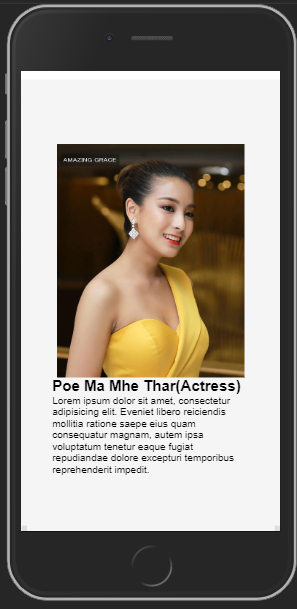 AMAZING GRACE
Poe Ma Mhe Thar(Actress)
Lorem ipsum dolor sit amet, consectetur
adipisicing elit. Eveniet libero reiciendis
mollitia ratione saepe eius quam
consequatur magnam, autem ipsa
voluptatum tenetur eaque fugiat
repudiandae dolore excepturi temporibus
reprehenderit impedit.